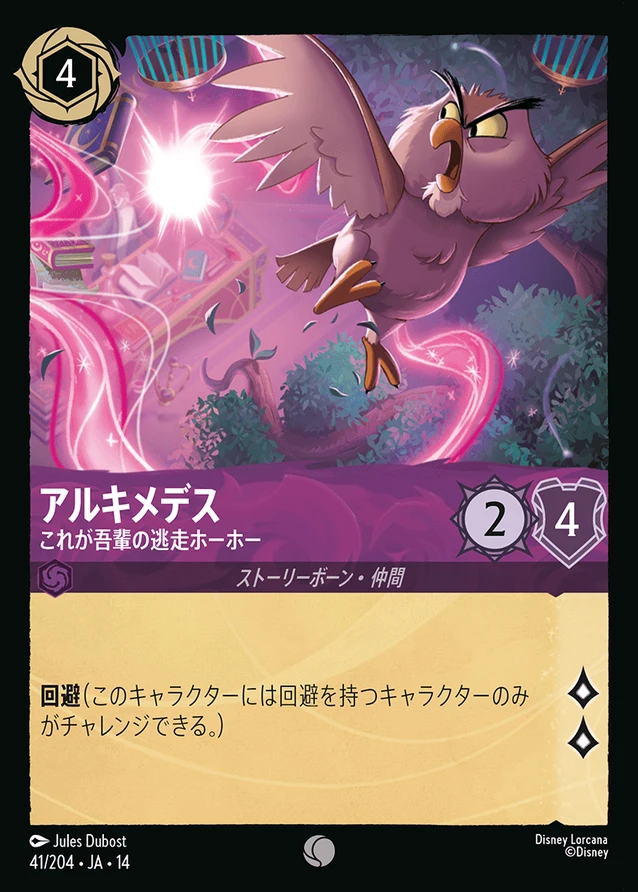 4
アルキメデス
これが吾輩の逃走ホーホー
2
4
ストーリーボーン・仲間
回避(このキャラクターには回避を持つキャラクターのみ
がチャレンジできる。)
Jules Dubost
41/204・JA・14
Disney Lorcana
©Disney